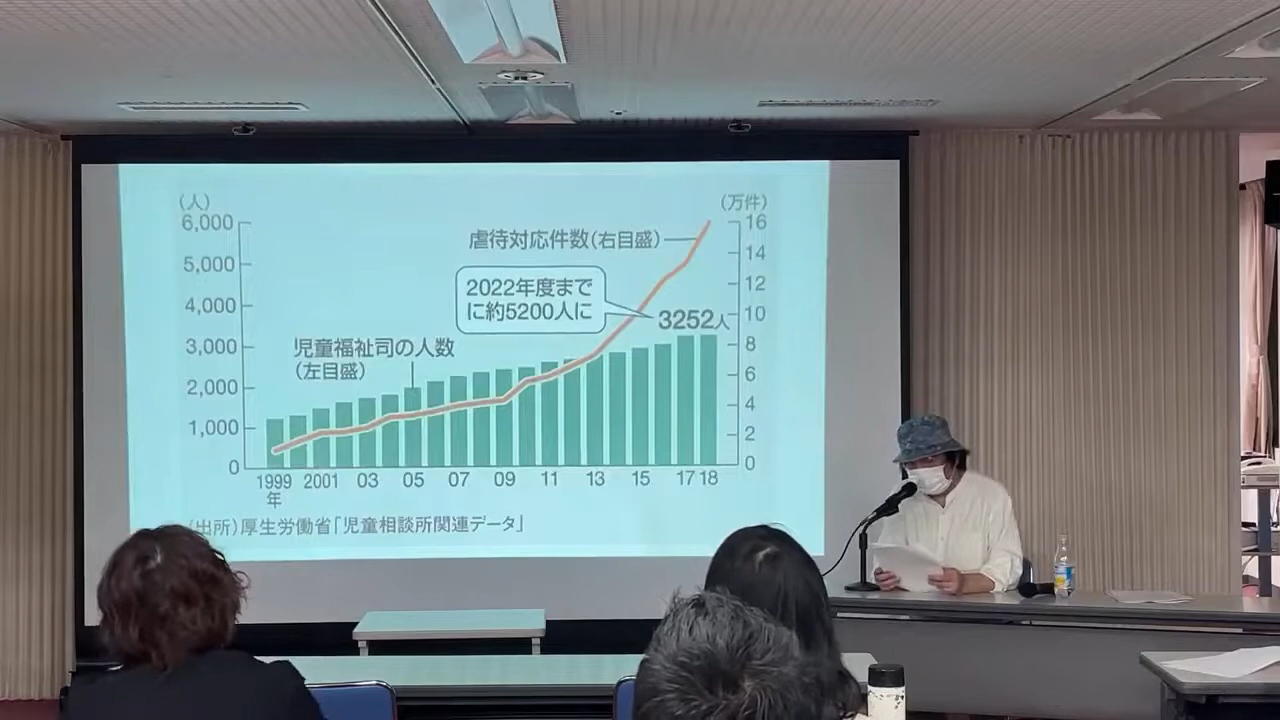 (人)
6,000
5,000
4,000
3,000
2,000
1,000
0
(万件)
16
14
12
10
8
6
4
2
0
虐待対応件数(右目盛)
2022年度まで
に約5200人に
3252人
児童福祉司の人数
(左目盛)
1999 2001 03 05 07 09 11 13 15 17 18
年
(出所)厚生労働省「児童相談所関連データ」